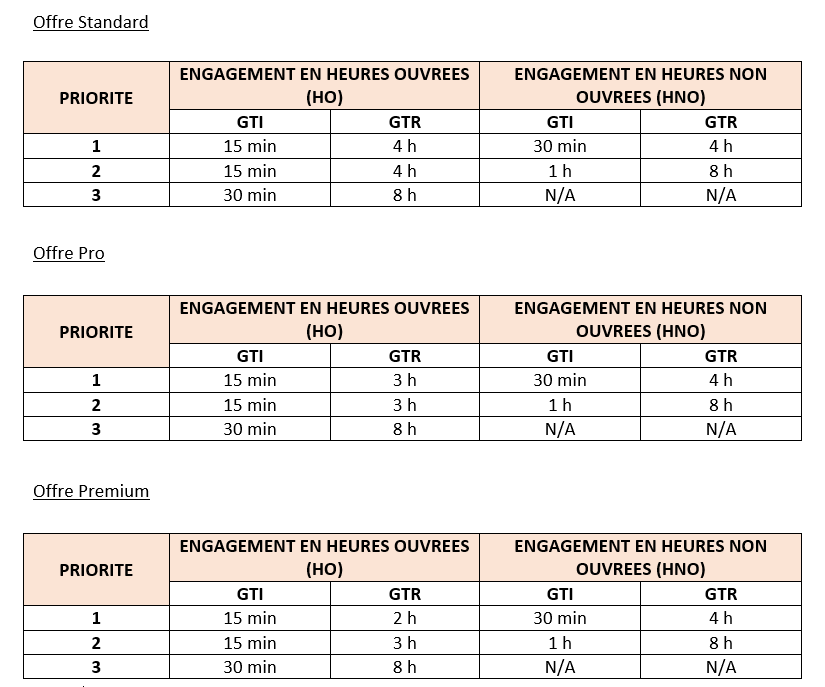 Offre Standard
PRIORITE
ENGAGEMENT EN HEURES OUVREES
(HO)
ENGAGEMENT EN HEURES NON
OUVREES (HNO)
GTI GTR GTI GTR
1 15 min 4 h 30 min 4 h
2 15 min 4 h 1 h 8 h
3 30 min 8 h N/A N/A
Offre Pro
PRIORITE
ENGAGEMENT EN HEURES OUVREES
(HO)
ENGAGEMENT EN HEURES NON
OUVREES (HNO)
GTI GTR GTI GTR
1 15 min 3 h 30 min 4 h
2 15 min 3 h 1 h 8 h
3 30 min 8 h N/A N/A
Offre Premium
PRIORITE
ENGAGEMENT EN HEURES OUVREES
(HO)
ENGAGEMENT EN HEURES NON
OUVREES (HNO)
GTI GTR GTI GTR
1 15 min 2 h 30 min 4 h
2 15 min 3 h 1 h 8 h
3 30 min 8 h N/A N/A